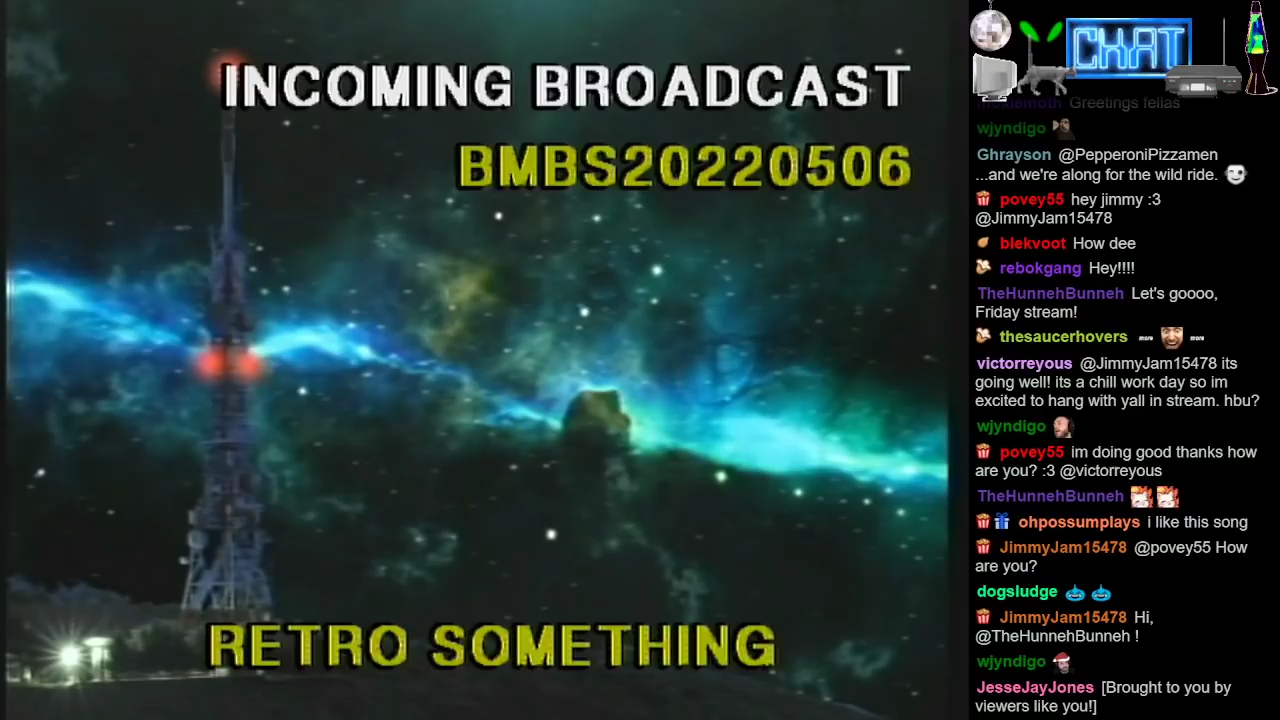 INCOMING BROADCAST
BMBS20220506
RETRO SOMETHING
CHAT
Greetings fellas
wjyndigo
Ghrayson @PepperoniPizzamen
...and we're along for the wild ride.
povey55 hey jimmy :3
@JimmyJam15478
blekvoot How dee
rebokgang Hey!!!!
TheHunnehBunneh Let's goooo,
Friday stream!
thesaucerhovers more more
victorreyous @JimmyJam15478 its
going well! its a chill work day so im
excited to hang with yall in stream. hbu?
wjyndigo
povey55 im doing good thanks how
are you? :3 @victorreyous
TheHunnehBunneh
ohpossumplays i like this song
JimmyJam15478 @povey55 How
are you?
dogsludge
JimmyJam15478 Hi,
@TheHunnehBunneh !
wjyndigo
JesseJayJones [Brought to you by
viewers like you!]